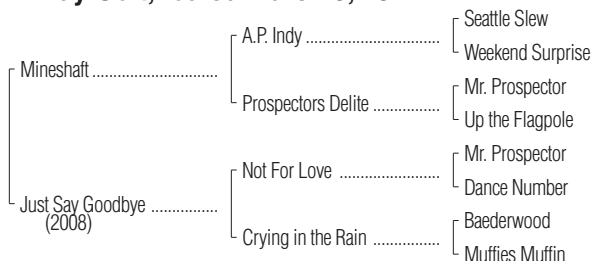 Seattle Slew
A.P. Indy ..................................
Weekend Surprise
Mineshaft ...............................
Mr. Prospector
Prospectors Delite .................
Up the Flagpole
Mr. Prospector
Not For Love .........................
Dance Number
Just Say Goodbye ................
(2008)
Baederwood
Crying in the Rain .................
Muffies Muffin